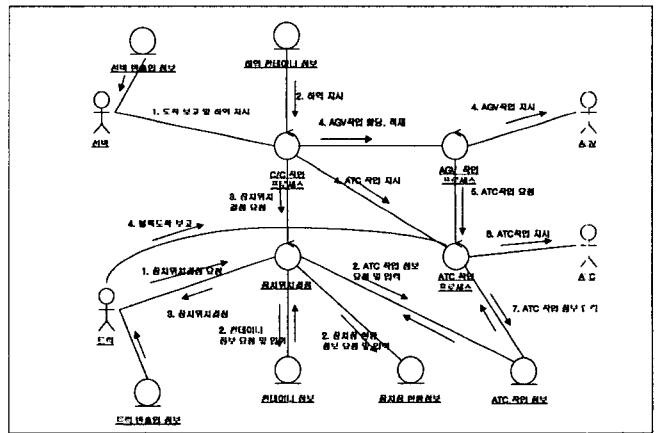 선박 반출입 정보
하역 컨테이너 정보
선박
1. 도착 보고 및 하역 지시
2. 하역 지시
4. AGV작업 할당, 적재
4. AGV작업 지시
AGV
C/C 작업
프로세스
AGV 작업
프로세스
4. ATC 작업 지시
3. 장치위치
결정 요청
5. ATC작업 요청
4. 블록도착 보고
6. ATC작업 지시
ATC
1. 장치위치결정 요청
장치위치결정
2. ATC 작업 정보
요청 및 입력
ATC 작업
프로세스
3. 장치위치결정
트럭
2. 컨테이너
정보 요청 및 입력
2. 장치장 현황
정보 요청 및 입력
7. ATC 작업 정보 입력
트럭 반출입 정보
컨테이너 정보
장치장 현황정보
ATC 작업 정보